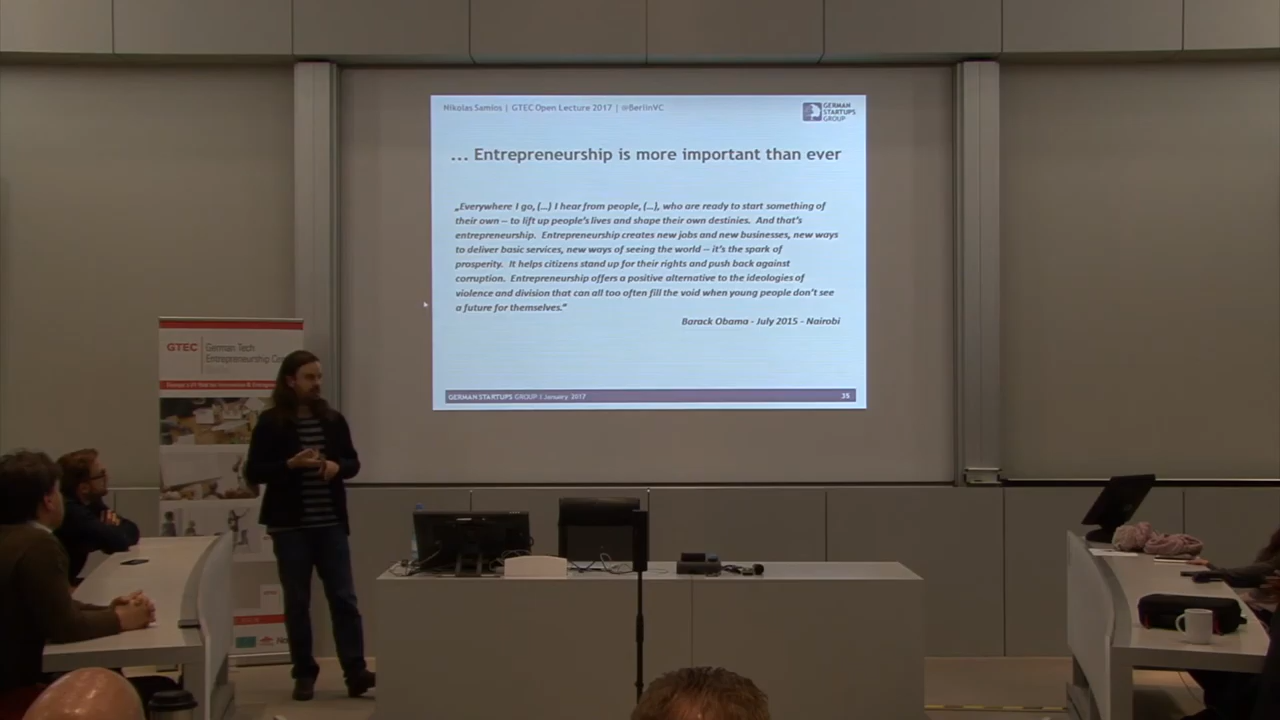 Nikolas Samios | GTEC Open Lecture 2017 | @BerlinVC
GERMAN
STARTUPS
GROUP
... Entrepreneurship is more important than ever
„Everywhere I go, (...) I hear from people, (...), who are ready to start something of
their own – to lift up people's lives and shape their own destinies. And that's
entrepreneurship. Entrepreneurship creates new jobs and new businesses, new ways
to deliver basic services, new ways of seeing the world – it's the spark of
prosperity. It helps citizens stand up for their rights and push back against
corruption. Entrepreneurship offers a positive alternative to the ideologies of
violence and division that can all too often fill the void when young people don't see
a future for themselves."
Barack Obama - July 2015 - Nairobi
GERMAN STARTUPS GROUP I January 2017
35
GTEC
German Tech
Entrepreneurship